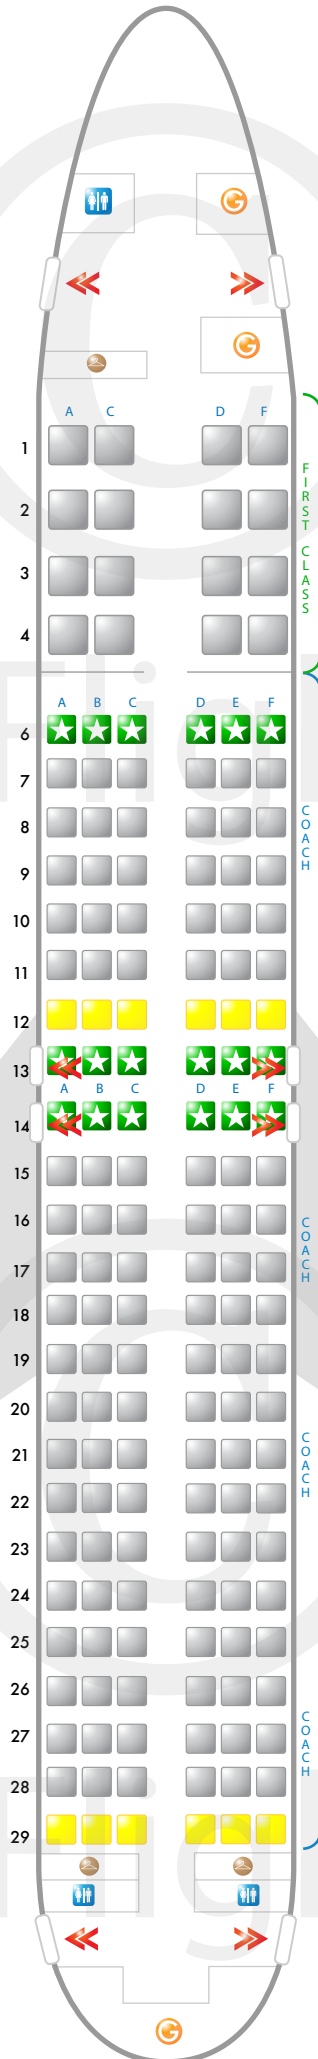 G
G
A C D F
1
2
3
4
FIRST CLASS
A B C D E F
6
7
8
COACH
9
10
11
12
13
A B C D E F
14
15
16
COACH
17
18
19
20
21
COACH
22
23
24
25
26
27
COACH
28
29
G